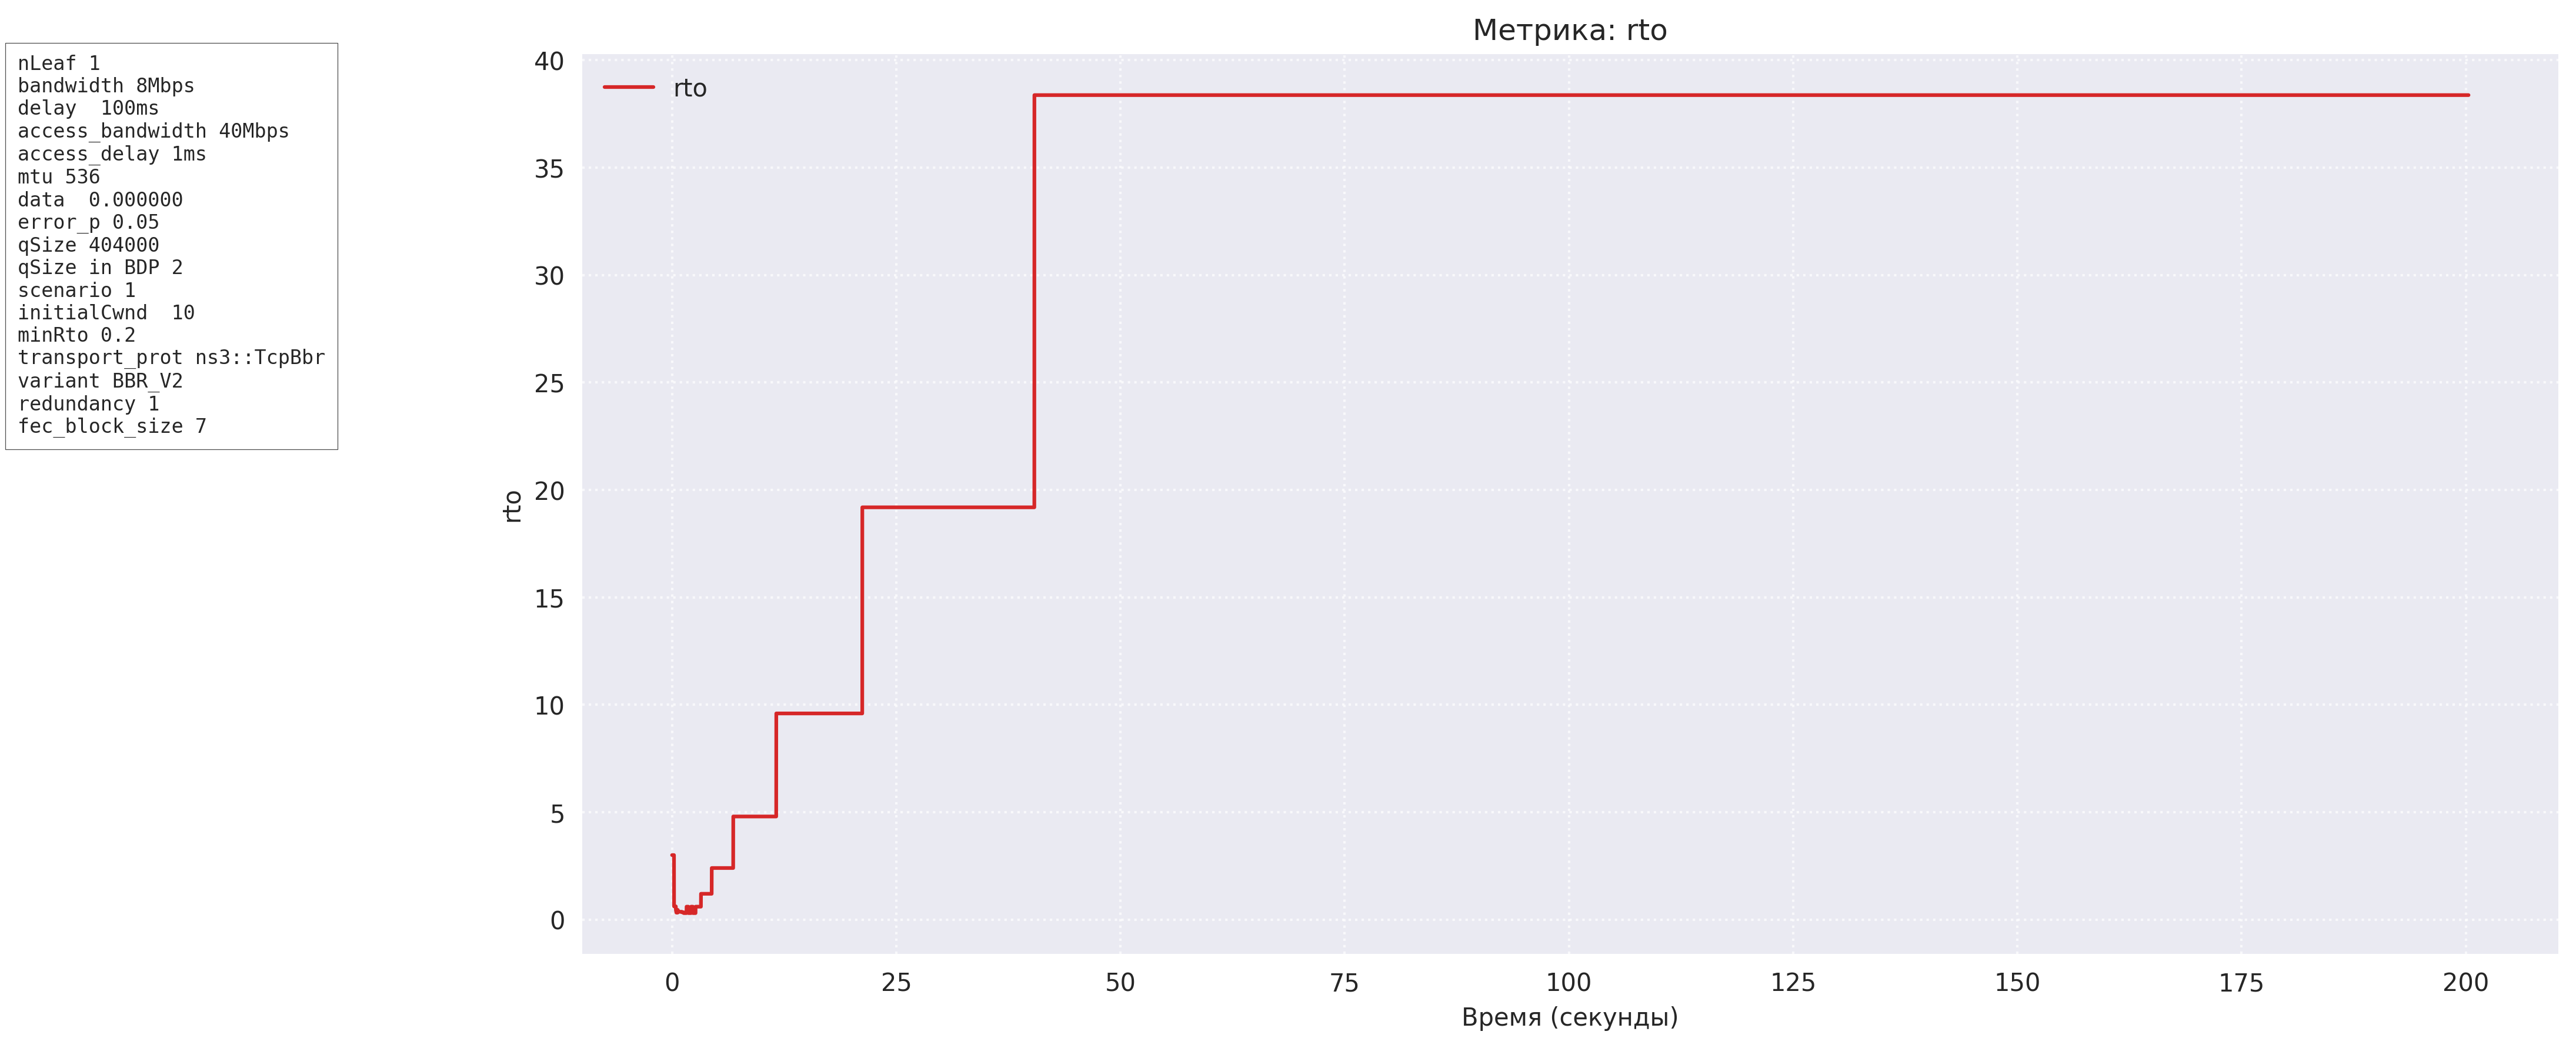 nLeaf 1
bandwidth 8Mbps
delay  100ms
access_bandwidth 40Mbps
access_delay 1ms
mtu 536
data  0.000000
error_p 0.05
qSize 404000
qSize in BDP 2
scenario 1
initialCwnd  10
minRto 0.2
transport_prot ns3::TcpBbr
variant BBR_V2
redundancy 1
fec_block_size 7
Метрика: rto
rto
rto
40
35
30
25
20
15
10
5
0
0 25 50 75 100 125 150 175 200
Время (секунды)